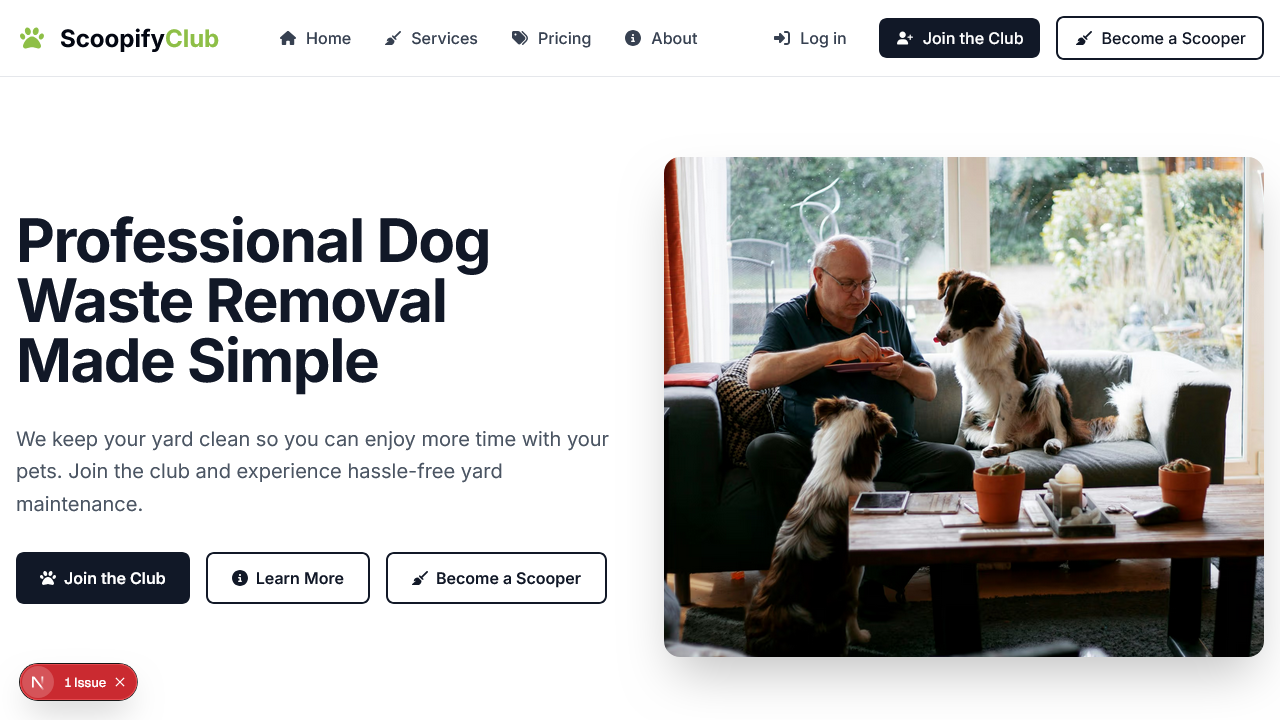 ScoopifyClub
Home
Services
Pricing
About
Log in
Join the Club
Become a Scooper
Professional Dog
Waste Removal
Made Simple
We keep your yard clean so you can enjoy more time with your
pets. Join the club and experience hassle-free yard
maintenance.
Join the Club
Learn More
Become a Scooper
N
1 Issue